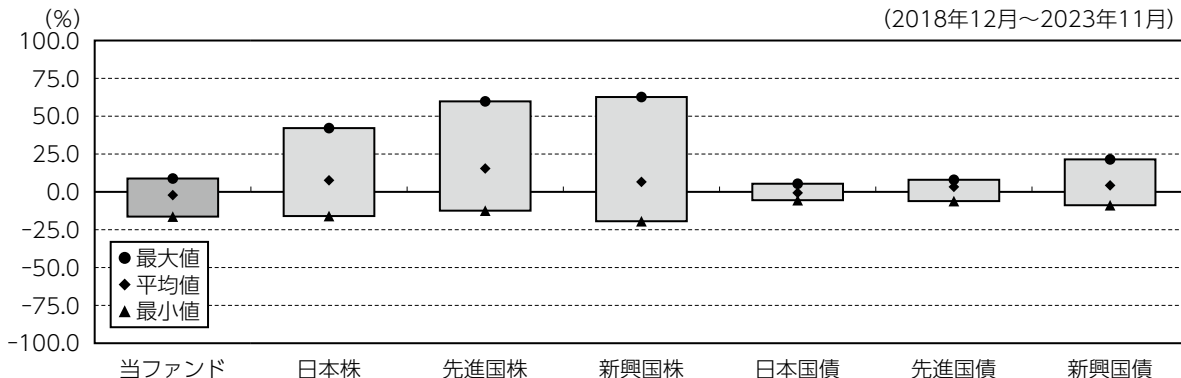 (%)
(2018年12月～2023年11月)
100.0
75.0
50.0
25.0
0.0
-25.0
-50.0
-75.0
-100.0
●最大値
◆平均値
▲最小値
当ファンド 日本株 先進国株 新興国株 日本国債 先進国債 新興国債